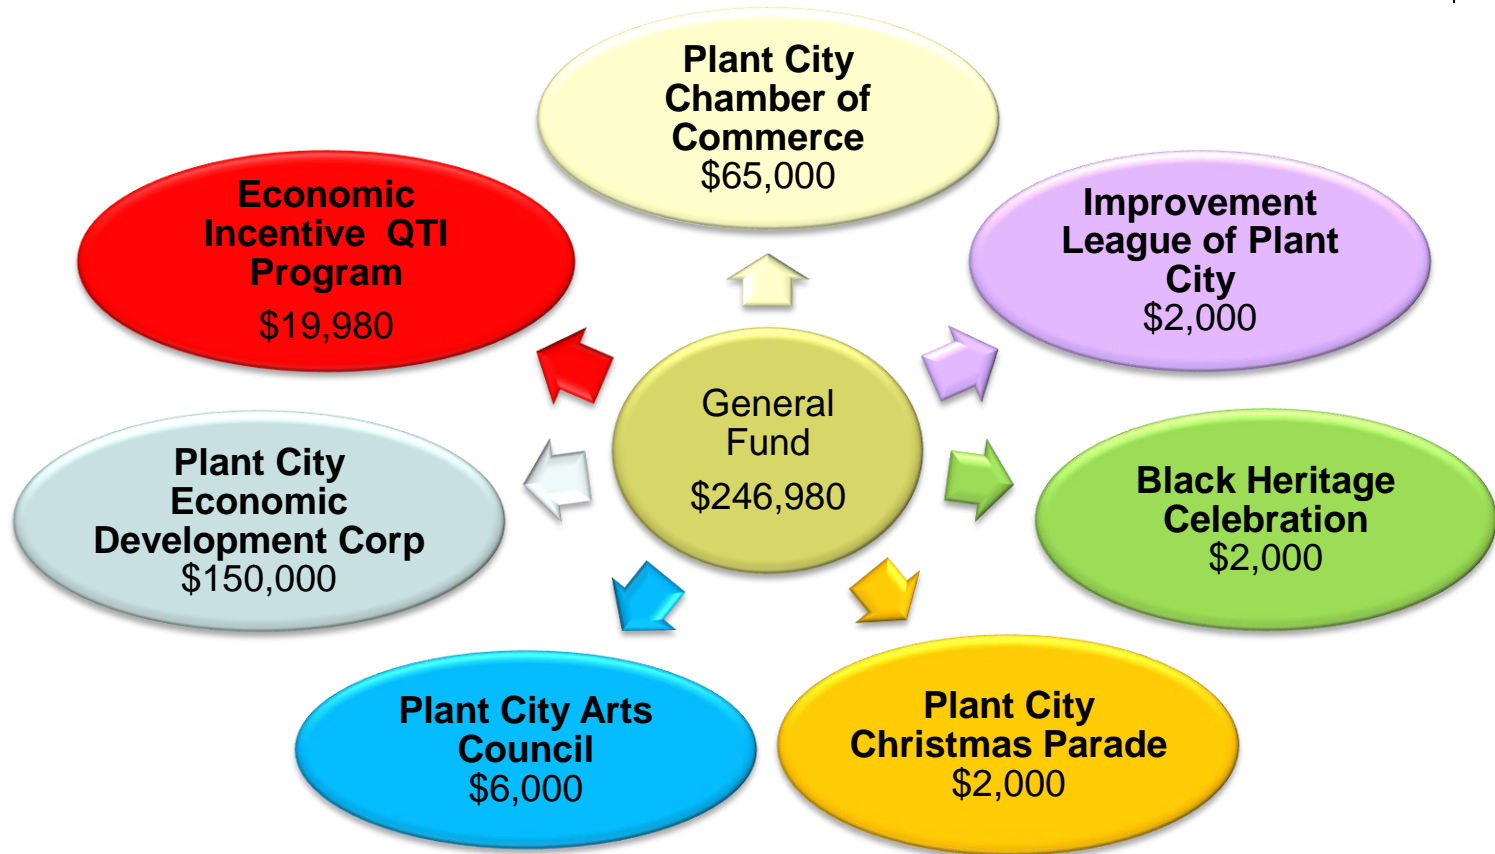 Plant City
Chamber of
Commerce
$65,000
Economic
Incentive  QTI
Program
$19,980
Improvement
League of Plant
City
$2,000
General
Fund
$246,980
Plant City
Economic
Development Corp
$150,000
Black Heritage
Celebration
$2,000
Plant City Arts
Council
$6,000
Plant City
Christmas Parade
$2,000